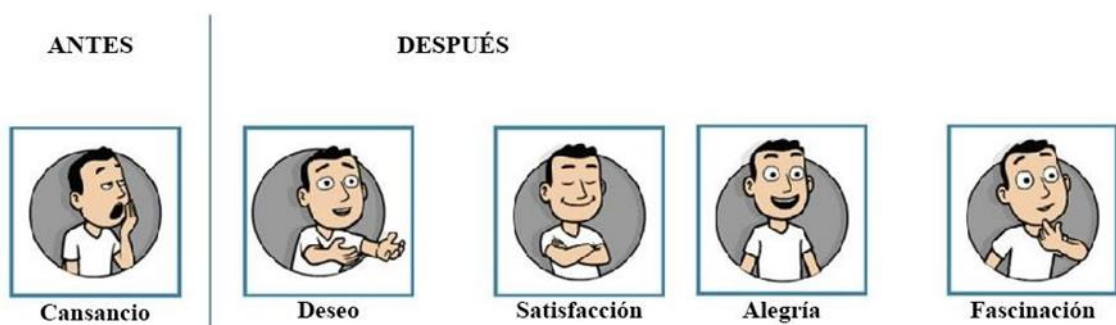 ANTES
DESPUÉS
Cansancio
Deseo
Satisfacción
Alegría
Fascinación